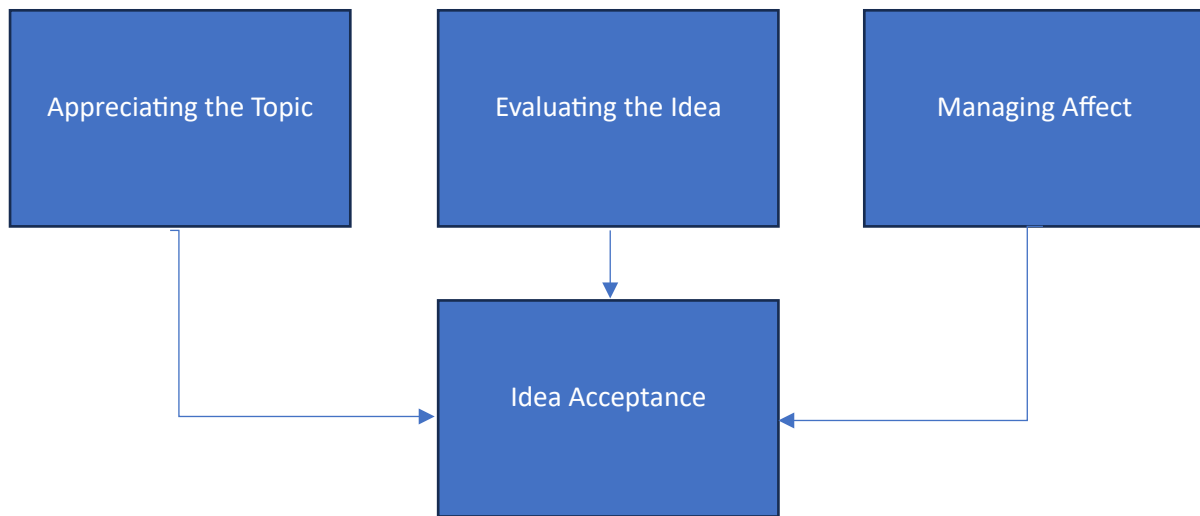 Appreciating the Topic
Evaluating the Idea
Managing Affect
Idea Acceptance